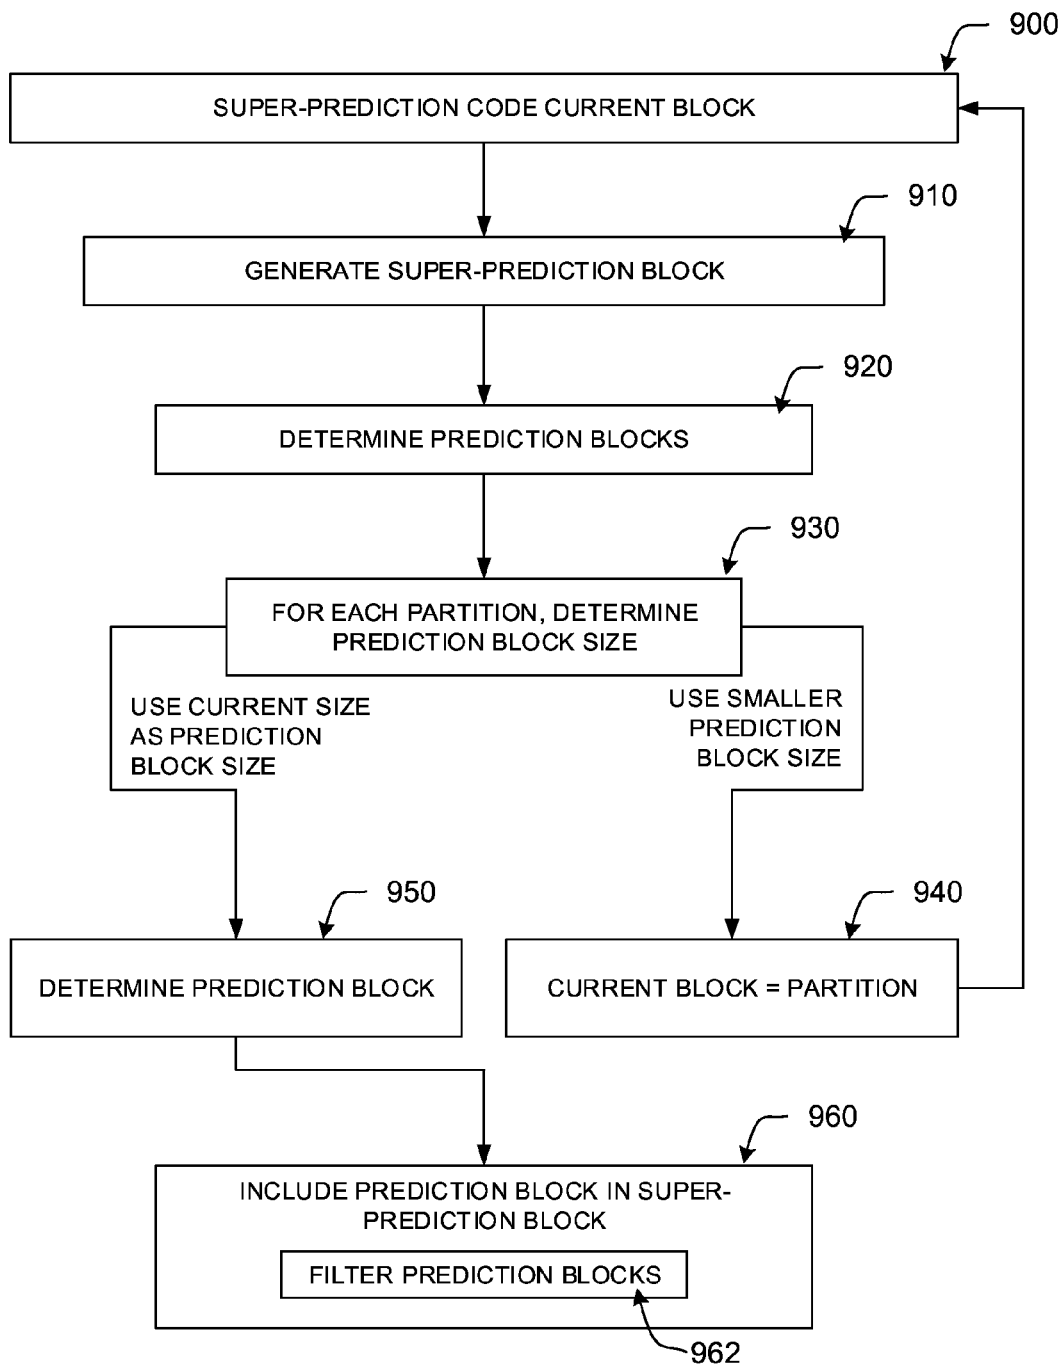 900
SUPER-PREDICTION CODE CURRENT BLOCK
910
GENERATE SUPER-PREDICTION BLOCK
920
DETERMINE PREDICTION BLOCKS
930
FOR EACH PARTITION, DETERMINE
PREDICTION BLOCK SIZE
USE CURRENT SIZE
AS PREDICTION
BLOCK SIZE
USE SMALLER
PREDICTION
BLOCK SIZE
950
DETERMINE PREDICTION BLOCK
940
CURRENT BLOCK = PARTITION
960
INCLUDE PREDICTION BLOCK IN SUPER-
PREDICTION BLOCK
FILTER PREDICTION BLOCKS
962